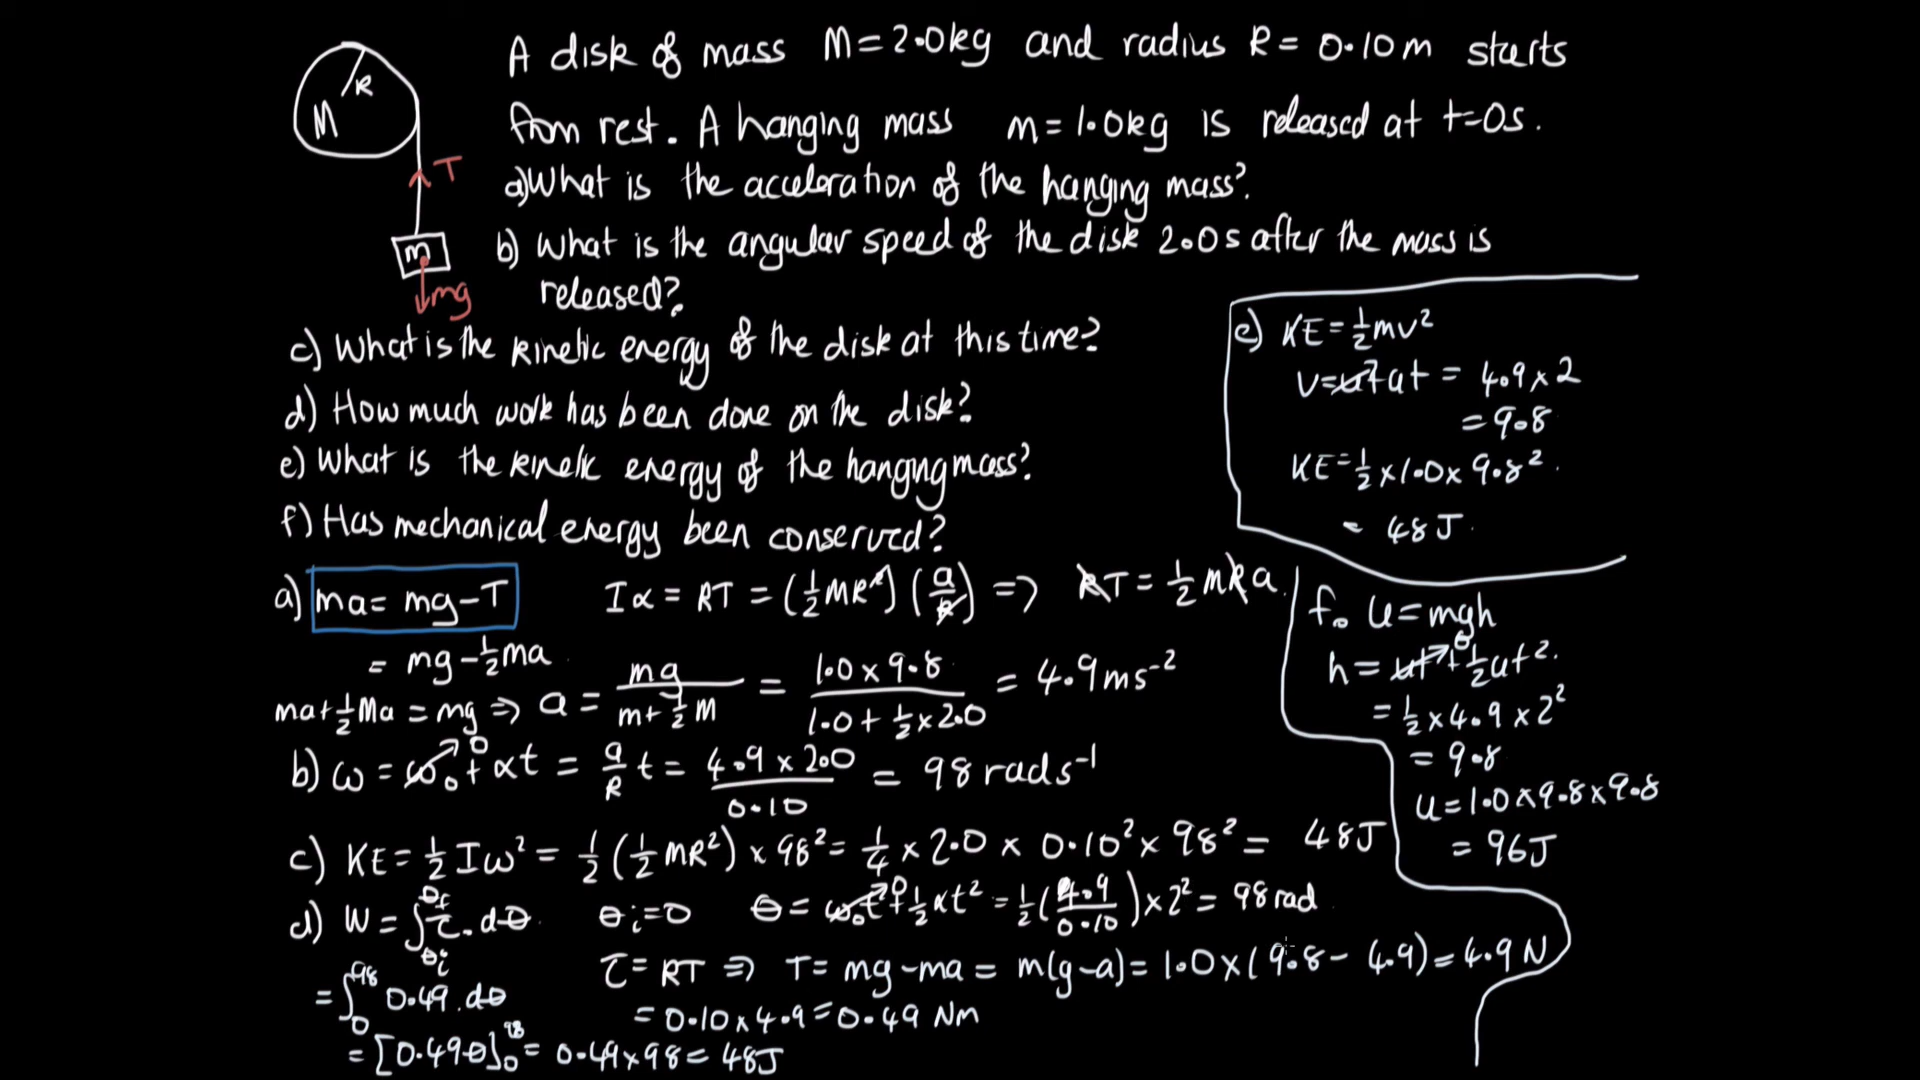 M
R
T
m
mg
A disk of mass M=2.0kg and radius R=0.10m starts
from rest. A hanging mass m=1.0kg is released at t=0s.
a) What is the acceleration of the hanging mass?
b) What is the angular speed of the disk 2.0s after the mass is
released?
c) What is the kinetic energy of the disk at this time?
d) How much work has been done on the disk?
e) What is the kinetic energy of the hanging mass?
f) Has mechanical energy been conserved?
a) ma = mg-T Iα = RT = (½MR²)(a/R) => RT = ½MRa
= mg-½ma
ma+½Ma = mg => a = mg/(m+½M) = (1.0×9.8)/(1.0+½×2.0) = 4.9ms⁻²
b) ω = ω₀⁰+αt = a/R t = (4.9×2.0)/0.10 = 98 rads⁻¹
c) KE = ½Iω² = ½(½MR²)×98² = ¼×2.0×0.10²×98² = 48J
d) W = ∫θi^θf τ.dθ θi=0 θ = ω₀t⁰+½αt² = ½(4.9/0.10)×2² = 98rad
τ = RT => T = mg-ma = m(g-a) = 1.0×(9.8-4.9) = 4.9N
= ∫₀⁹⁸ 0.49.dθ
= 0.10×4.9 = 0.49 Nm
= [0.49θ]₀⁹⁸ = 0.49×98 = 48J
e) KE = ½mv²
v = u+at = 4.9×2
= 9.8
KE = ½×1.0×9.8².
= 48J.
f. U = mgh
h = ut⁰+½at².
= ½×4.9×2²
= 9.8
U = 1.0×9.8×9.8
= 96J